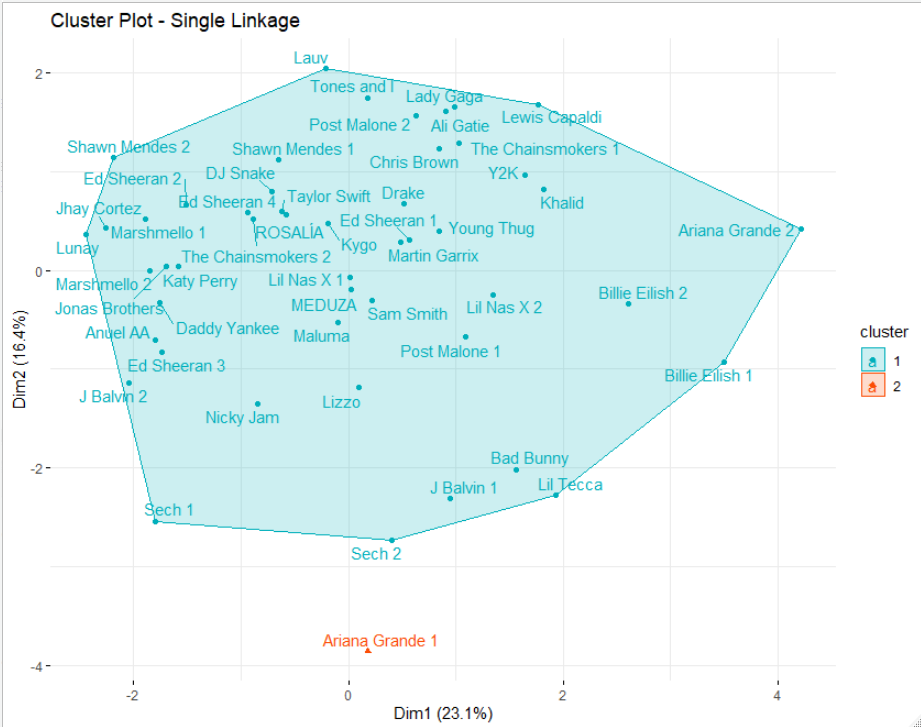 Cluster Plot - Single Linkage
Lauv
2
Tones and I
Lady Gaga
Post Malone 2
Ali Gatie
Lewis Capaldi
Shawn Mendes 2
Shawn Mendes 1
The Chainsmokers 1
Chris Brown
Ed Sheeran 2
DJ Snake
Y2K
Ed Sheeran 4
Taylor Swift
Drake
Khalid
Jhay Cortez
Marshmello 1
ROSALÍA
Ed Sheeran 1
Young Thug
Ariana Grande 2
Lunay
Kygo
Martin Garrix
The Chainsmokers 2
0
Marshmello 2
Katy Perry
Lil Nas X 1
Billie Eilish 2
Jonas Brothers
MEDUZA
Sam Smith
Lil Nas X 2
Daddy Yankee
Anuel AA
Maluma
Post Malone 1
Ed Sheeran 3
Billie Eilish 1
J Balvin 2
Lizzo
Nicky Jam
-2
Bad Bunny
J Balvin 1
Lil Tecca
Sech 1
Sech 2
Ariana Grande 1
-4
-2
0
2
4
Dim1 (23.1%)
Dim2 (16.4%)
cluster
a 1
a 2